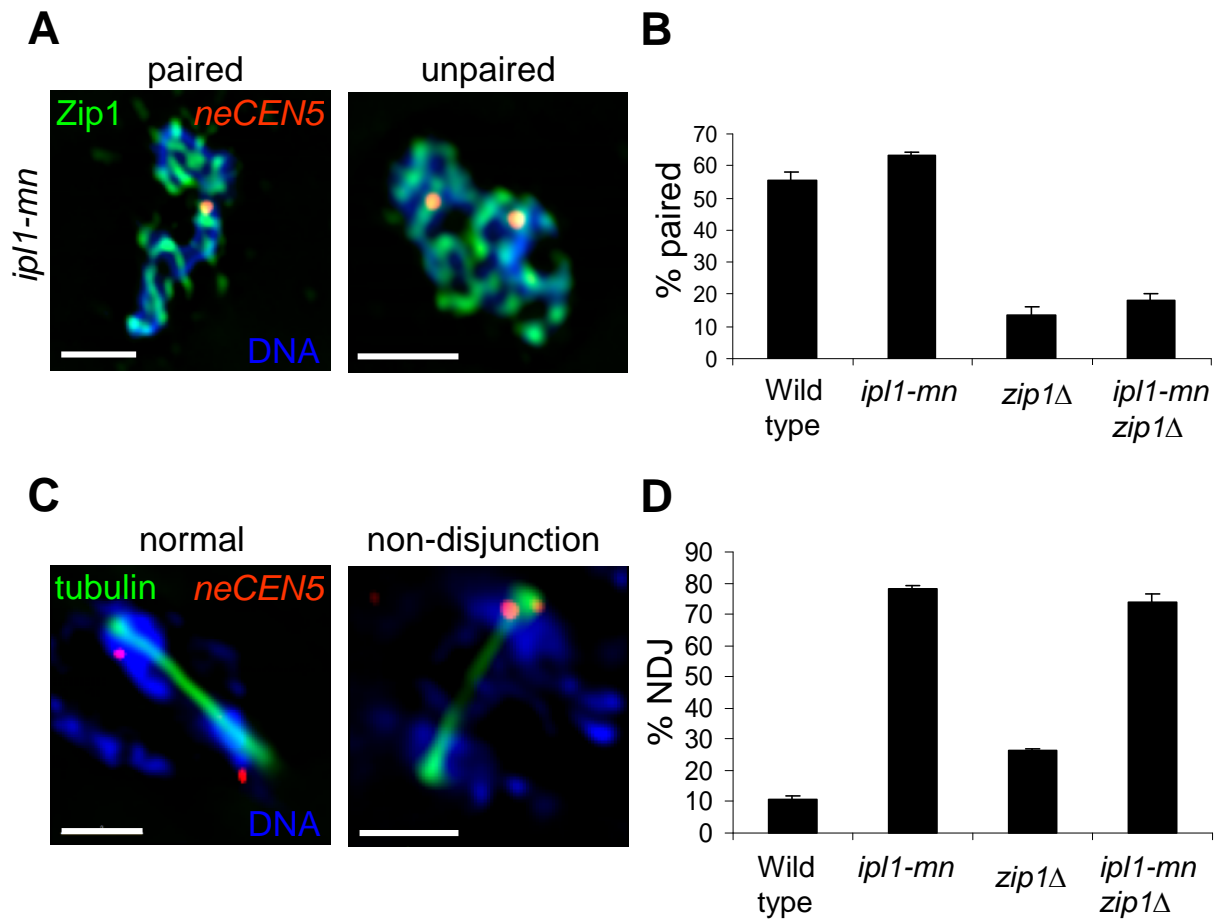 A
paired
unpaired
Zip1
neCEN5
DNA
ipl1-mn
B
% paired
70
60
50
40
30
20
10
0
Wild type
ipl1-mn
zip1Δ
ipl1-mn zip1Δ
C
normal
non-disjunction
tubulin
neCEN5
DNA
D
% NDJ
90
80
70
60
50
40
30
20
10
0
Wild type
ipl1-mn
zip1Δ
ipl1-mn zip1Δ